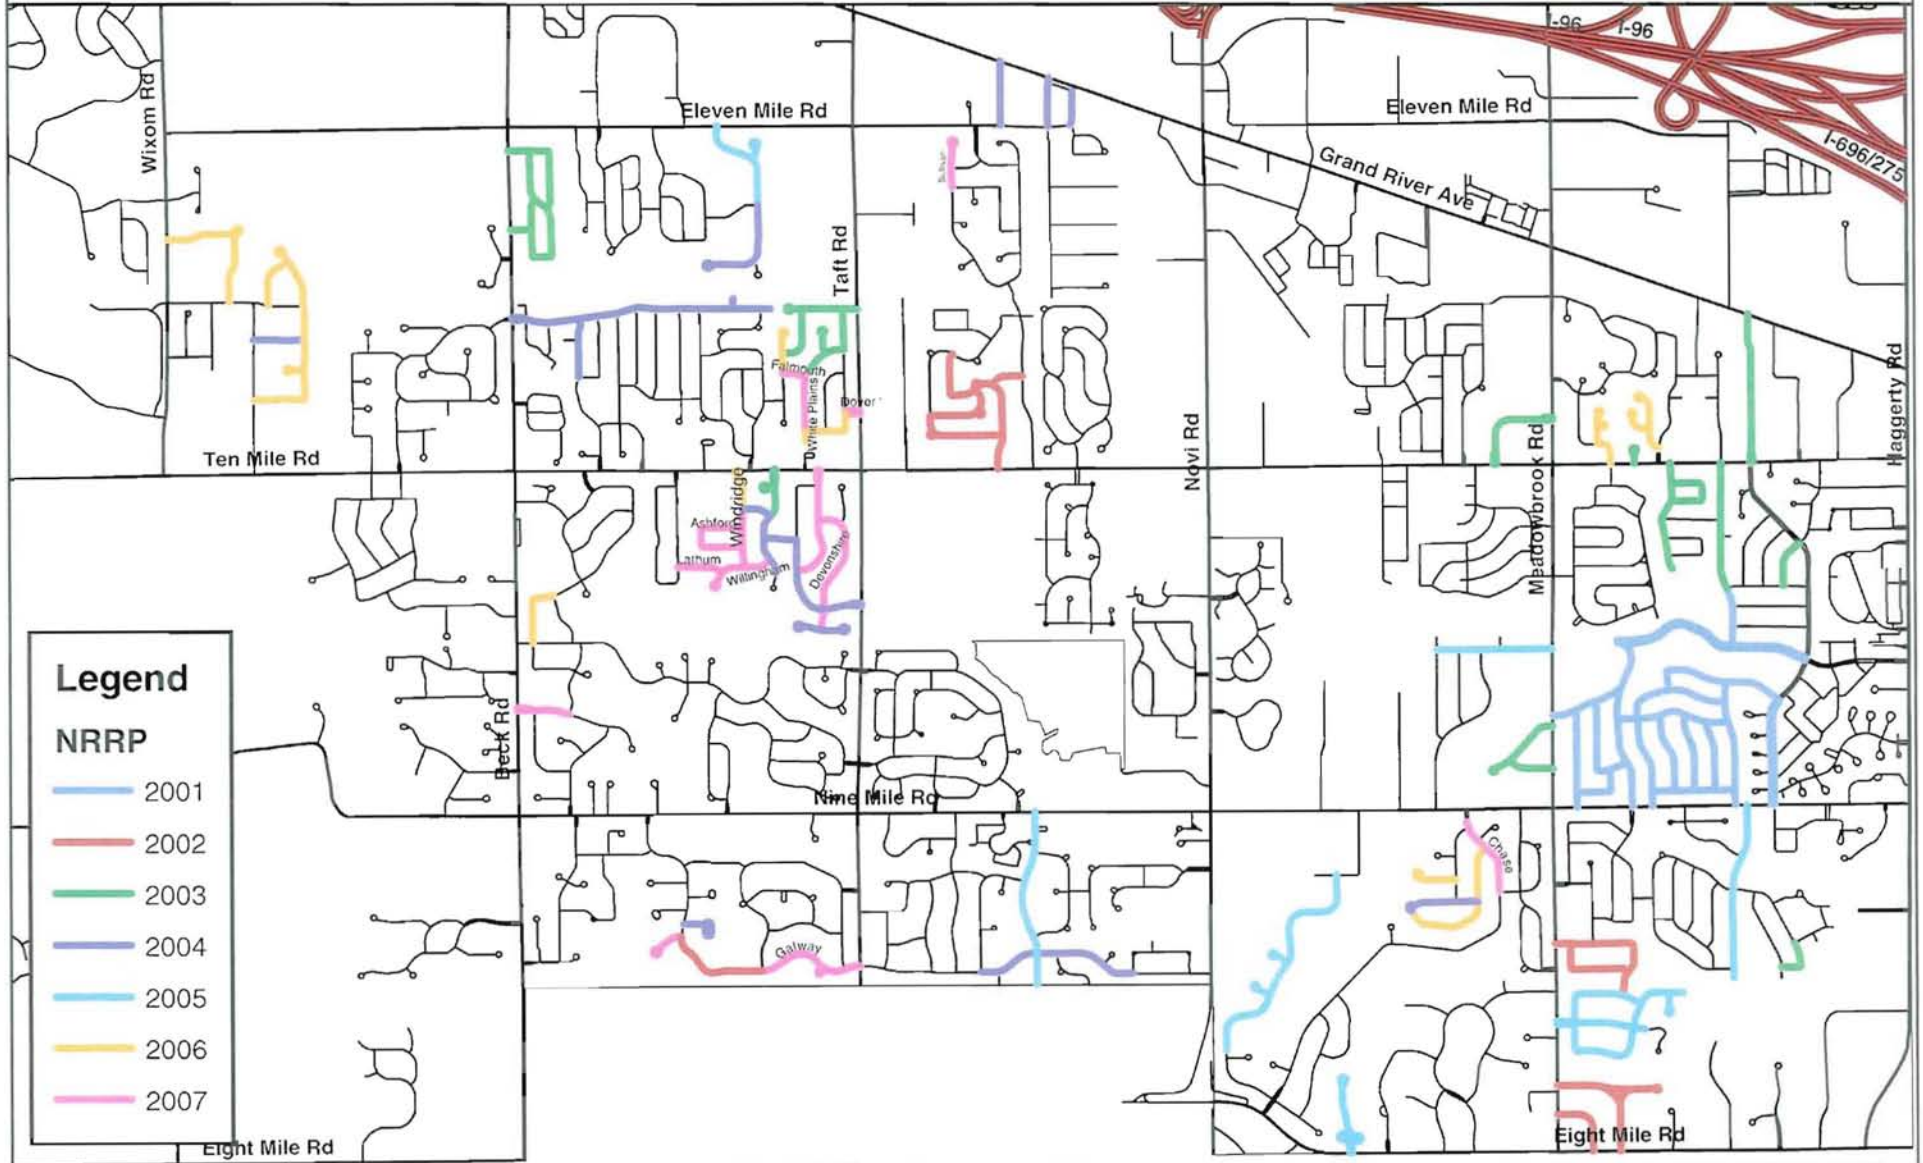 I-96
I-96
Wixom Rd
Eleven Mile Rd
Eleven Mile Rd
I-696/275
Grand River Ave
Taft Rd
Falmouth
White Plains
Dover
Haggerty Rd
Novi Rd
Meadowbrook Rd
Ten Mile Rd
Windridge
Ashford
Willingham
Devonshire
Beck Rd
Nine Mile Rd
Chase
Galway
Legend
NRRP
2001
2002
2003
2004
2005
2006
2007
Eight Mile Rd
Eight Mile Rd